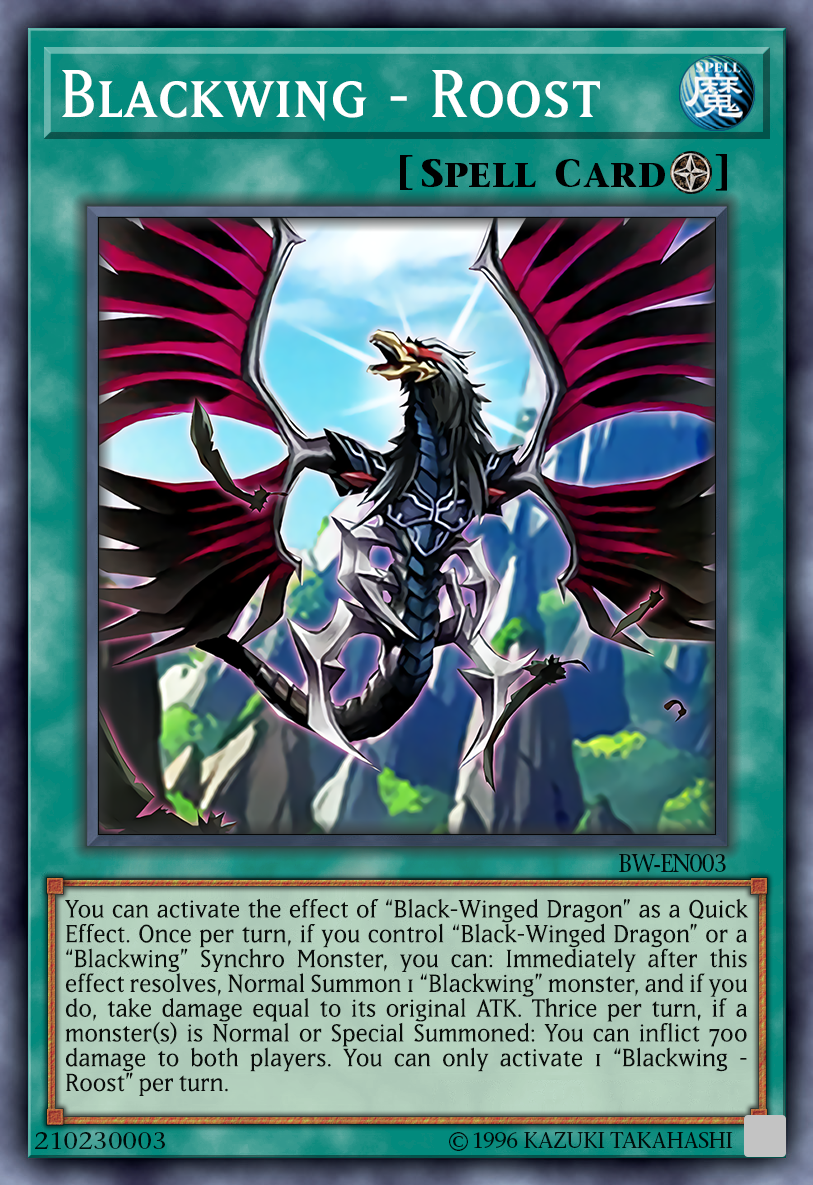 Blackwing - Roost
SPELL
魔
[Spell Card]
BW-EN003
You can activate the effect of “Black-Winged Dragon” as a Quick
Effect. Once per turn, if you control “Black-Winged Dragon” or a
“Blackwing” Synchro Monster, you can: Immediately after this
effect resolves, Normal Summon 1 “Blackwing” monster, and if you
do, take damage equal to its original ATK. Thrice per turn, if a
monster(s) is Normal or Special Summoned: You can inflict 700
damage to both players. You can only activate 1 “Blackwing -
Roost” per turn.
210230003
© 1996 KAZUKI TAKAHASHI